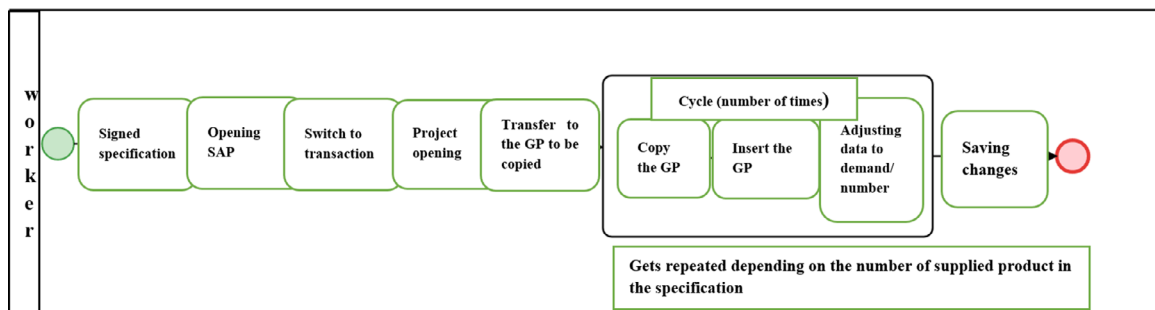 worker
Signed
specification
Opening
SAP
Switch to
transaction
Project
opening
Transfer to
the GP to be
copied
Cycle (number of times)
Copy
the GP
Insert the
GP
Adjusting
data to
demand/
number
Saving
changes
Gets repeated depending on the number of supplied product in
the specification